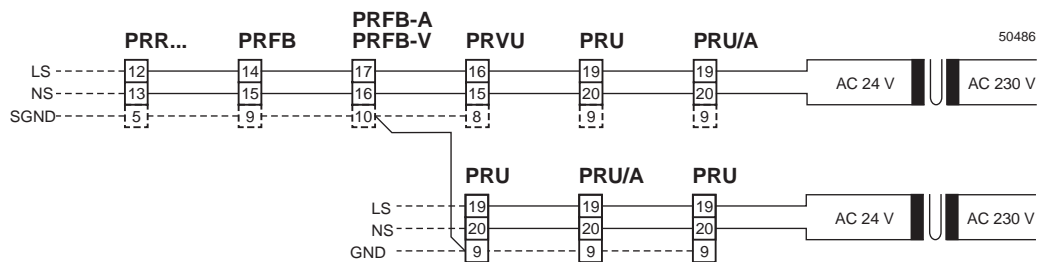 PRFB-A
PRR... PRFB PRFB-V PRVU PRU PRU/A 50486
LS 12 14 17 16 19 19 AC 24 V AC 230 V
NS 13 15 16 15 20 20
SGND 5 9 10 8 9 9
PRU PRU/A PRU
LS 19 19 19 AC 24 V AC 230 V
NS 20 20 20
GND 9 9 9